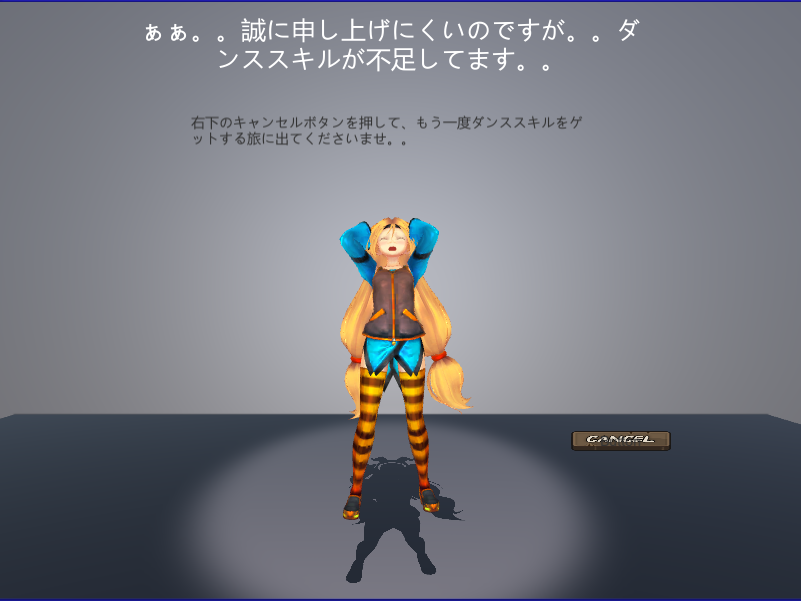 ぁぁ。。誠に申し上げにくいのですが。。ダ
ンススキルが不足してます。。
右下のキャンセルボタンを押して、もう一度ダンススキルをゲ
ットする旅に出てくださいませ。。
CANCEL